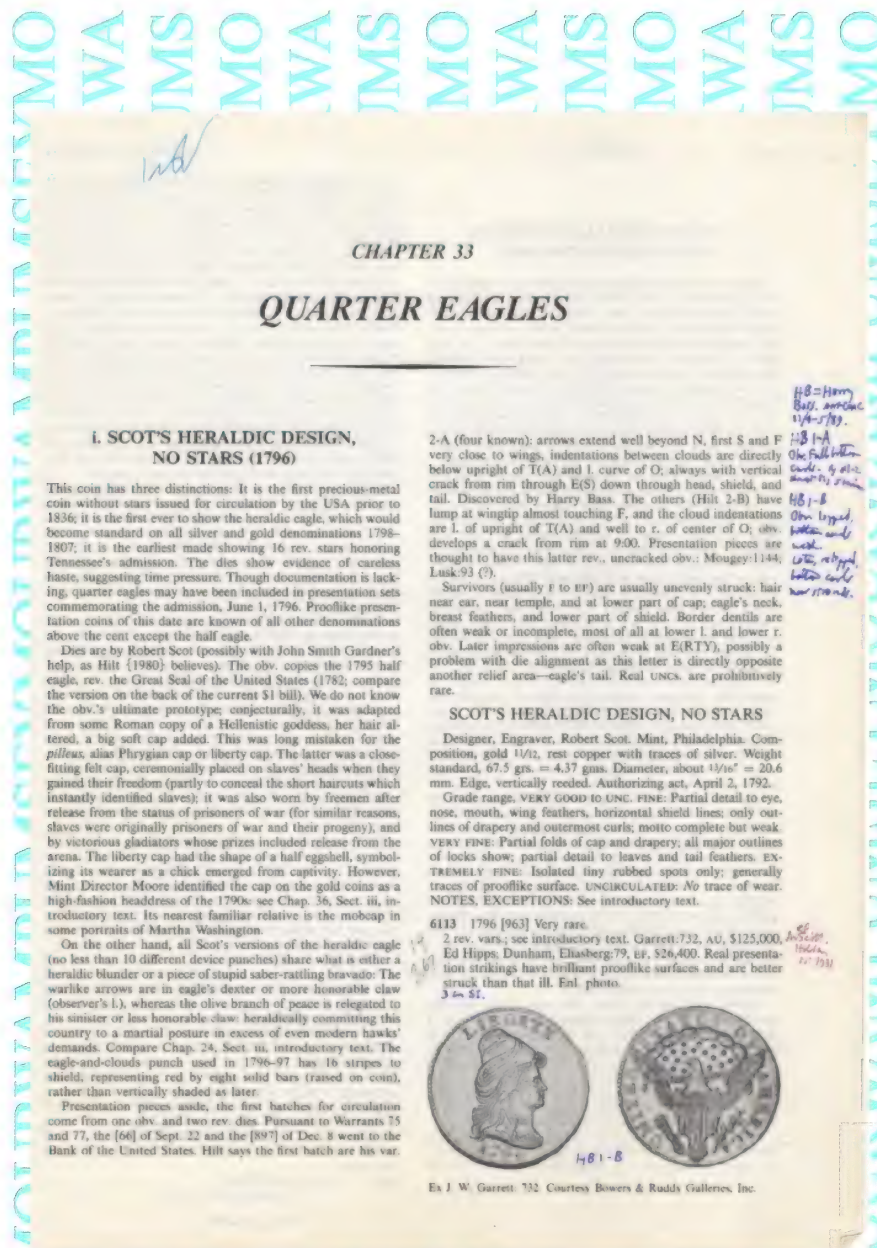 CHAPTER 33
QUARTER EAGLES
i. SCOT'S HERALDIC DESIGN,
NO STARS (1796)
This coin has three distinctions: It is the first precious-metal
coin without stars issued for circulation by the USA prior to
1836; it is the first ever to show the heraldic eagle, which would
become standard on all silver and gold denominations 1798–
1807; it is the earliest made showing 16 rev. stars honoring
Tennessee's admission. The dies show evidence of careless
haste, suggesting time pressure. Though documentation is lack-
ing, quarter eagles may have been included in presentation sets
commemorating the admission, June 1, 1796. Prooflike presen-
tation coins of this date are known of all other denominations
above the cent except the half eagle.
Dies are by Robert Scot (possibly with John Smith Gardner's
help, as Hilt {1980} believes). The obv. copies the 1795 half
eagle, rev. the Great Seal of the United States (1782; compare
the version on the back of the current $1 bill). We do not know
the obv.'s ultimate prototype; conjecturally, it was adapted
from some Roman copy of a Hellenistic goddess, her hair al-
tered, a big soft cap added. This was long mistaken for the
pilleus, alias Phrygian cap or liberty cap. The latter was a close-
fitting felt cap, ceremonially placed on slaves' heads when they
gained their freedom (partly to conceal the short haircuts which
instantly identified slaves); it was also worn by freemen after
release from the status of prisoners of war (for similar reasons,
slaves were originally prisoners of war and their progeny), and
by victorious gladiators whose prizes included release from the
arena. The liberty cap had the shape of a half eggshell, symbol-
izing its wearer as a chick emerged from captivity. However,
Mint Director Moore identified the cap on the gold coins as a
high-fashion headdress of the 1790s: see Chap. 36, Sect. iii, in-
troductory text. Its nearest familiar relative is the mobcap in
some portraits of Martha Washington.
On the other hand, all Scot's versions of the heraldic eagle
(no less than 10 different device punches) share what is either a
heraldic blunder or a piece of stupid saber-rattling bravado: The
warlike arrows are in eagle's dexter or more honorable claw
(observer's l.), whereas the olive branch of peace is relegated to
his sinister or less honorable claw: heraldically committing this
country to a martial posture in excess of even modern hawks'
demands. Compare Chap. 24, Sect. iii, introductory text. The
eagle-and-clouds punch used in 1796–97 has 16 stripes to
shield, representing red by eight solid bars (raised on coin),
rather than vertically shaded as later.
Presentation pieces aside, the first batches for circulation
come from one obv. and two rev. dies. Pursuant to Warrants 75
and 77, the [66] of Sept. 22 and the [897] of Dec. 8 went to the
Bank of the United States. Hilt says the first batch are his var.
2-A (four known): arrows extend well beyond N, first S and F
very close to wings, indentations between clouds are directly
below upright of T(A) and l. curve of O; always with vertical
crack from rim through E(S) down through head, shield, and
tail. Discovered by Harry Bass. The others (Hilt 2-B) have
lump at wingtip almost touching F, and the cloud indentations
are l. of upright of T(A) and well to r. of center of O; obv.
develops a crack from rim at 9:00. Presentation pieces are
thought to have this latter rev., uncracked obv.: Mougey:1144,
Lusk:93 (?).
Survivors (usually F to EF) are usually unevenly struck: hair
near ear, near temple, and at lower part of cap; eagle's neck,
breast feathers, and lower part of shield. Border dentils are
often weak or incomplete, most of all at lower l. and lower r.
obv. Later impressions are often weak at E(RTY), possibly a
problem with die alignment as this letter is directly opposite
another relief area—eagle's tail. Real UNCs. are prohibitively
rare.
SCOT'S HERALDIC DESIGN, NO STARS
Designer, Engraver, Robert Scot. Mint, Philadelphia. Com-
position, gold 11/12, rest copper with traces of silver. Weight
standard, 67.5 grs. = 4.37 gms. Diameter, about 13/16" = 20.6
mm. Edge, vertically reeded. Authorizing act, April 2, 1792.
Grade range, VERY GOOD to UNC. FINE: Partial detail to eye,
nose, mouth, wing feathers, horizontal shield lines; only out-
lines of drapery and outermost curls; motto complete but weak.
VERY FINE: Partial folds of cap and drapery; all major outlines
of locks show; partial detail to leaves and tail feathers. EX-
TREMELY FINE: Isolated tiny rubbed spots only; generally
traces of prooflike surface. UNCIRCULATED: No trace of wear.
NOTES, EXCEPTIONS: See introductory text.
6113 1796 [963] Very rare.
2 rev. vars.; see introductory text. Garrett:732, AU, $125,000,
Ed Hipps; Dunham, Eliasberg:79, EF, $26,400. Real presenta-
tion strikings have brilliant prooflike surfaces and are better
struck than that ill. Enl. photo.
3 in SI.
LIBERTY
HB 1-B
Ex J. W. Garrett: 732. Courtesy Bowers & Ruddy Galleries, Inc.
HB = Harry
Bass
11/4-5/89.
HB 1-A
HB 1-B